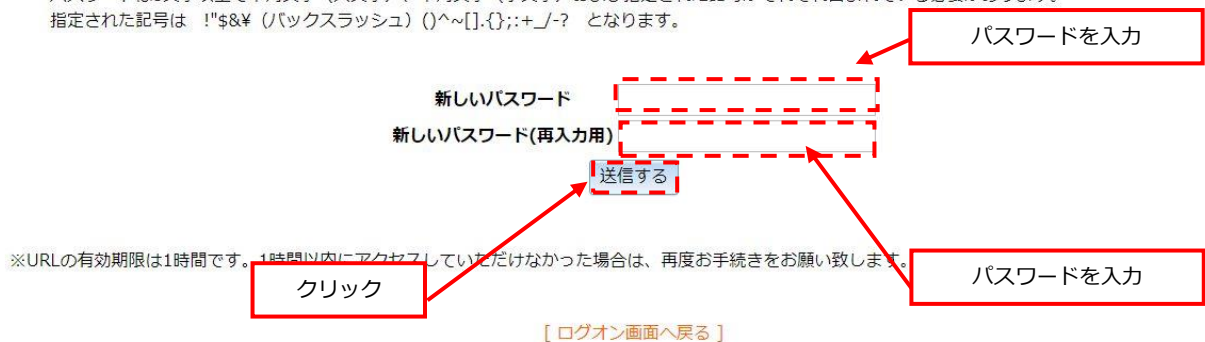 指定された記号は !"$&¥（バックスラッシュ）()^~[].{};:+_/-? となります。
パスワードを入力
新しいパスワード
新しいパスワード(再入力用)
送信する
※URLの有効期限は1時間です。1時間以内にアクセスしていただけなかった場合は、再度お手続きをお願い致します。
クリック
パスワードを入力
[ ログオン画面へ戻る ]